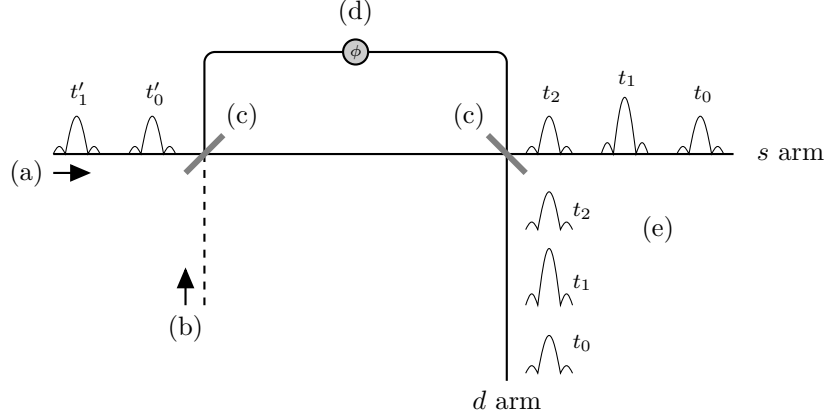 (d)
ϕ
t′₁
t′₀
(c)
(c)
t₂
t₁
t₀
(a)
s arm
t₂
(e)
t₁
(b)
t₀
d arm